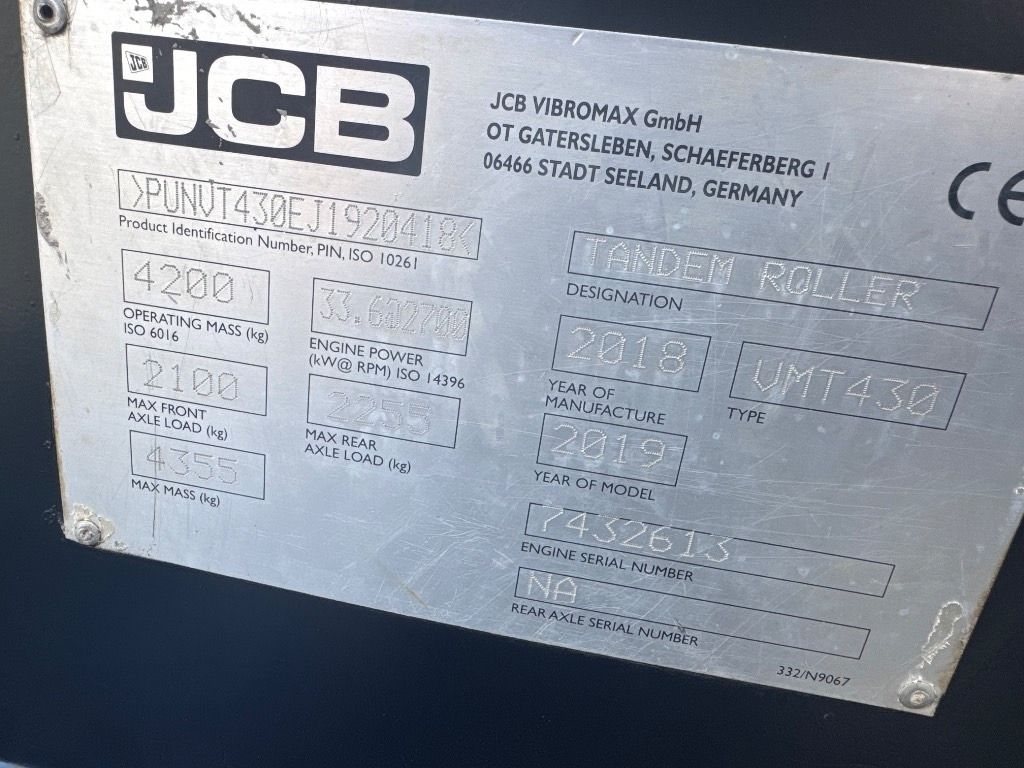 JCB
JCB
JCB VIBROMAX GmbH
OT GATERSLEBEN, SCHAEFERBERG 1
06466 STADT SEELAND, GERMANY
CE
>PUNVT430EJ1920418<
Product Identification Number, PIN, ISO 10261
TANDEM ROLLER
DESIGNATION
4200
OPERATING MASS (kg)
ISO 6016
33.6@2700
ENGINE POWER
(kW@ RPM) ISO 14396
2018
YEAR OF
MANUFACTURE
VMT430
TYPE
2100
MAX FRONT
AXLE LOAD (kg)
2255
MAX REAR
AXLE LOAD (kg)
2019
YEAR OF MODEL
4355
MAX MASS (kg)
7432613
ENGINE SERIAL NUMBER
NA
REAR AXLE SERIAL NUMBER
332/N9067